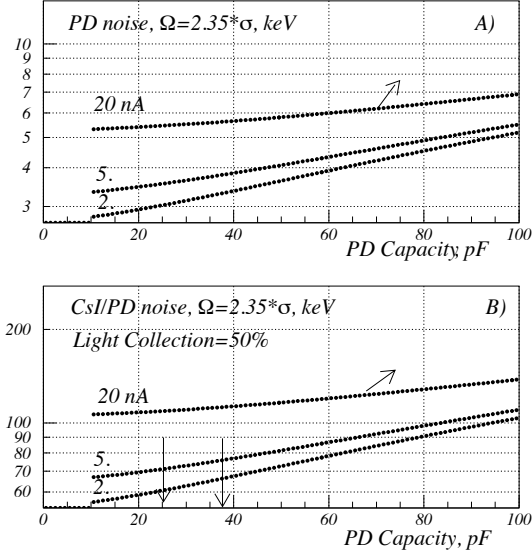 PD noise, Ω=2.35*σ, keV A)
10
9
8
7
6
5
4
3
20 nA
5.
2.
0 20 40 60 80 100
PD Capacity, pF
CsI/PD noise, Ω=2.35*σ, keV B)
Light Collection=50%
200
100
90
80
70
60
20 nA
5.
2.
0 20 40 60 80 100
PD Capacity, pF